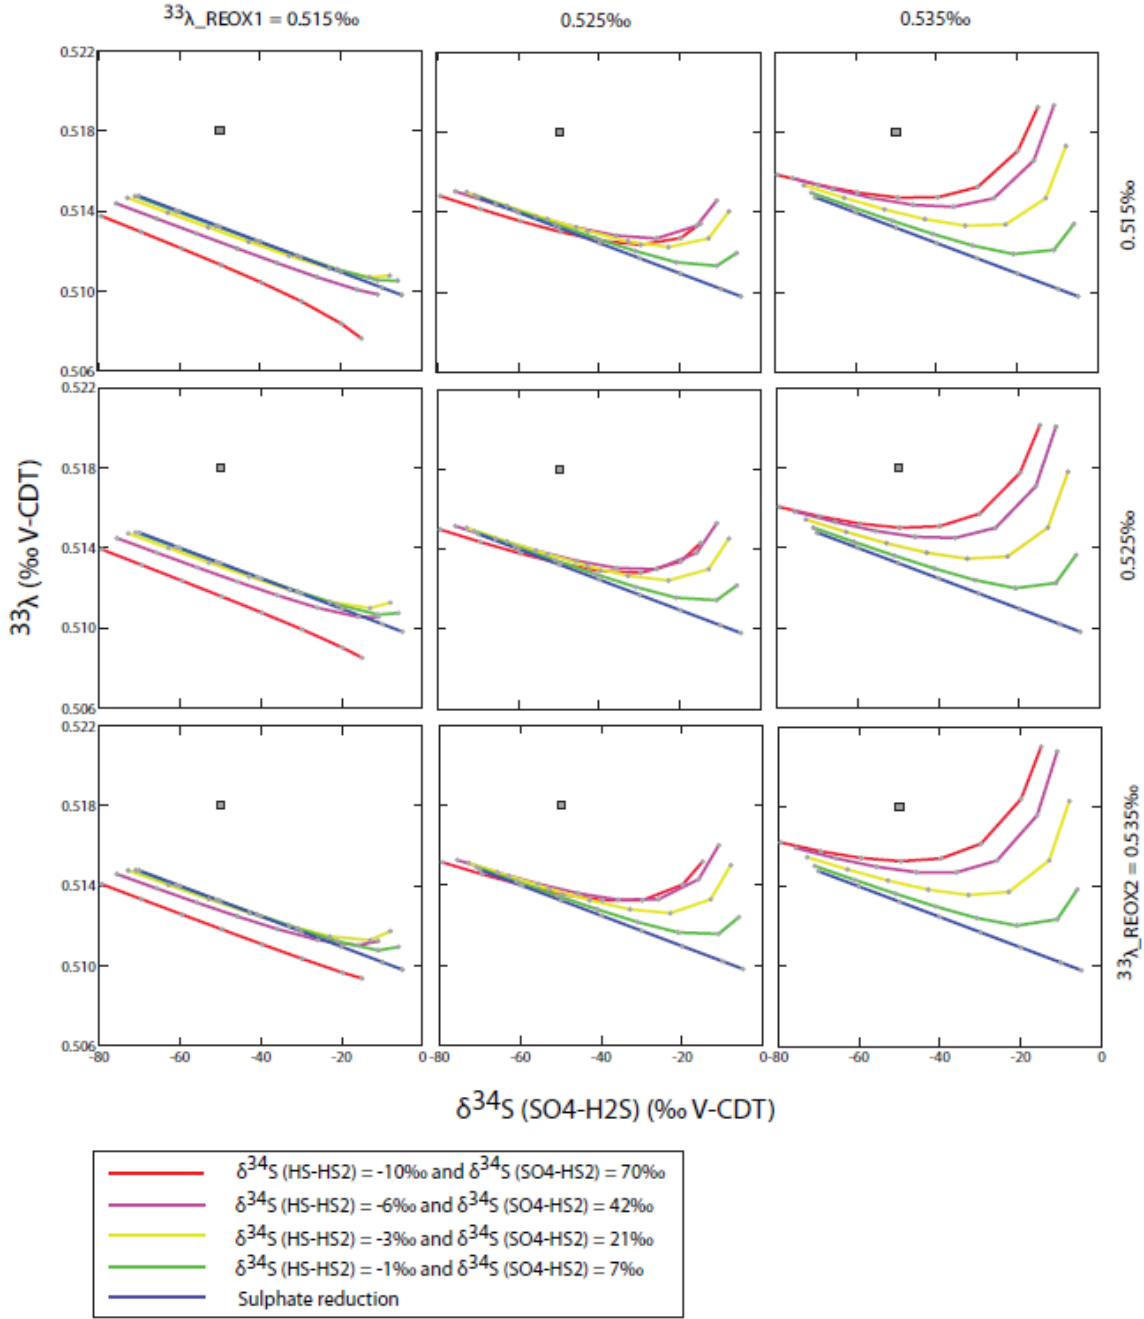 ³³λ_REOX1 = 0.515‰ 0.525‰ 0.535‰
0.522
0.518
0.514
0.510
0.506
0.515‰
0.522
0.518
0.514
0.510
0.506
0.525‰
³³λ (‰ V-CDT)
0.522
0.518
0.514
0.510
0.506
³³λ_REOX2 = 0.535‰
-80 -60 -40 -20 0 -80 -60 -40 -20 0 -80 -60 -40 -20 0
δ³⁴S (SO4-H2S) (‰ V-CDT)
δ³⁴S (HS-HS2) = -10‰ and δ³⁴S (SO4-HS2) = 70‰
δ³⁴S (HS-HS2) = -6‰ and δ³⁴S (SO4-HS2) = 42‰
δ³⁴S (HS-HS2) = -3‰ and δ³⁴S (SO4-HS2) = 21‰
δ³⁴S (HS-HS2) = -1‰ and δ³⁴S (SO4-HS2) = 7‰
Sulphate reduction